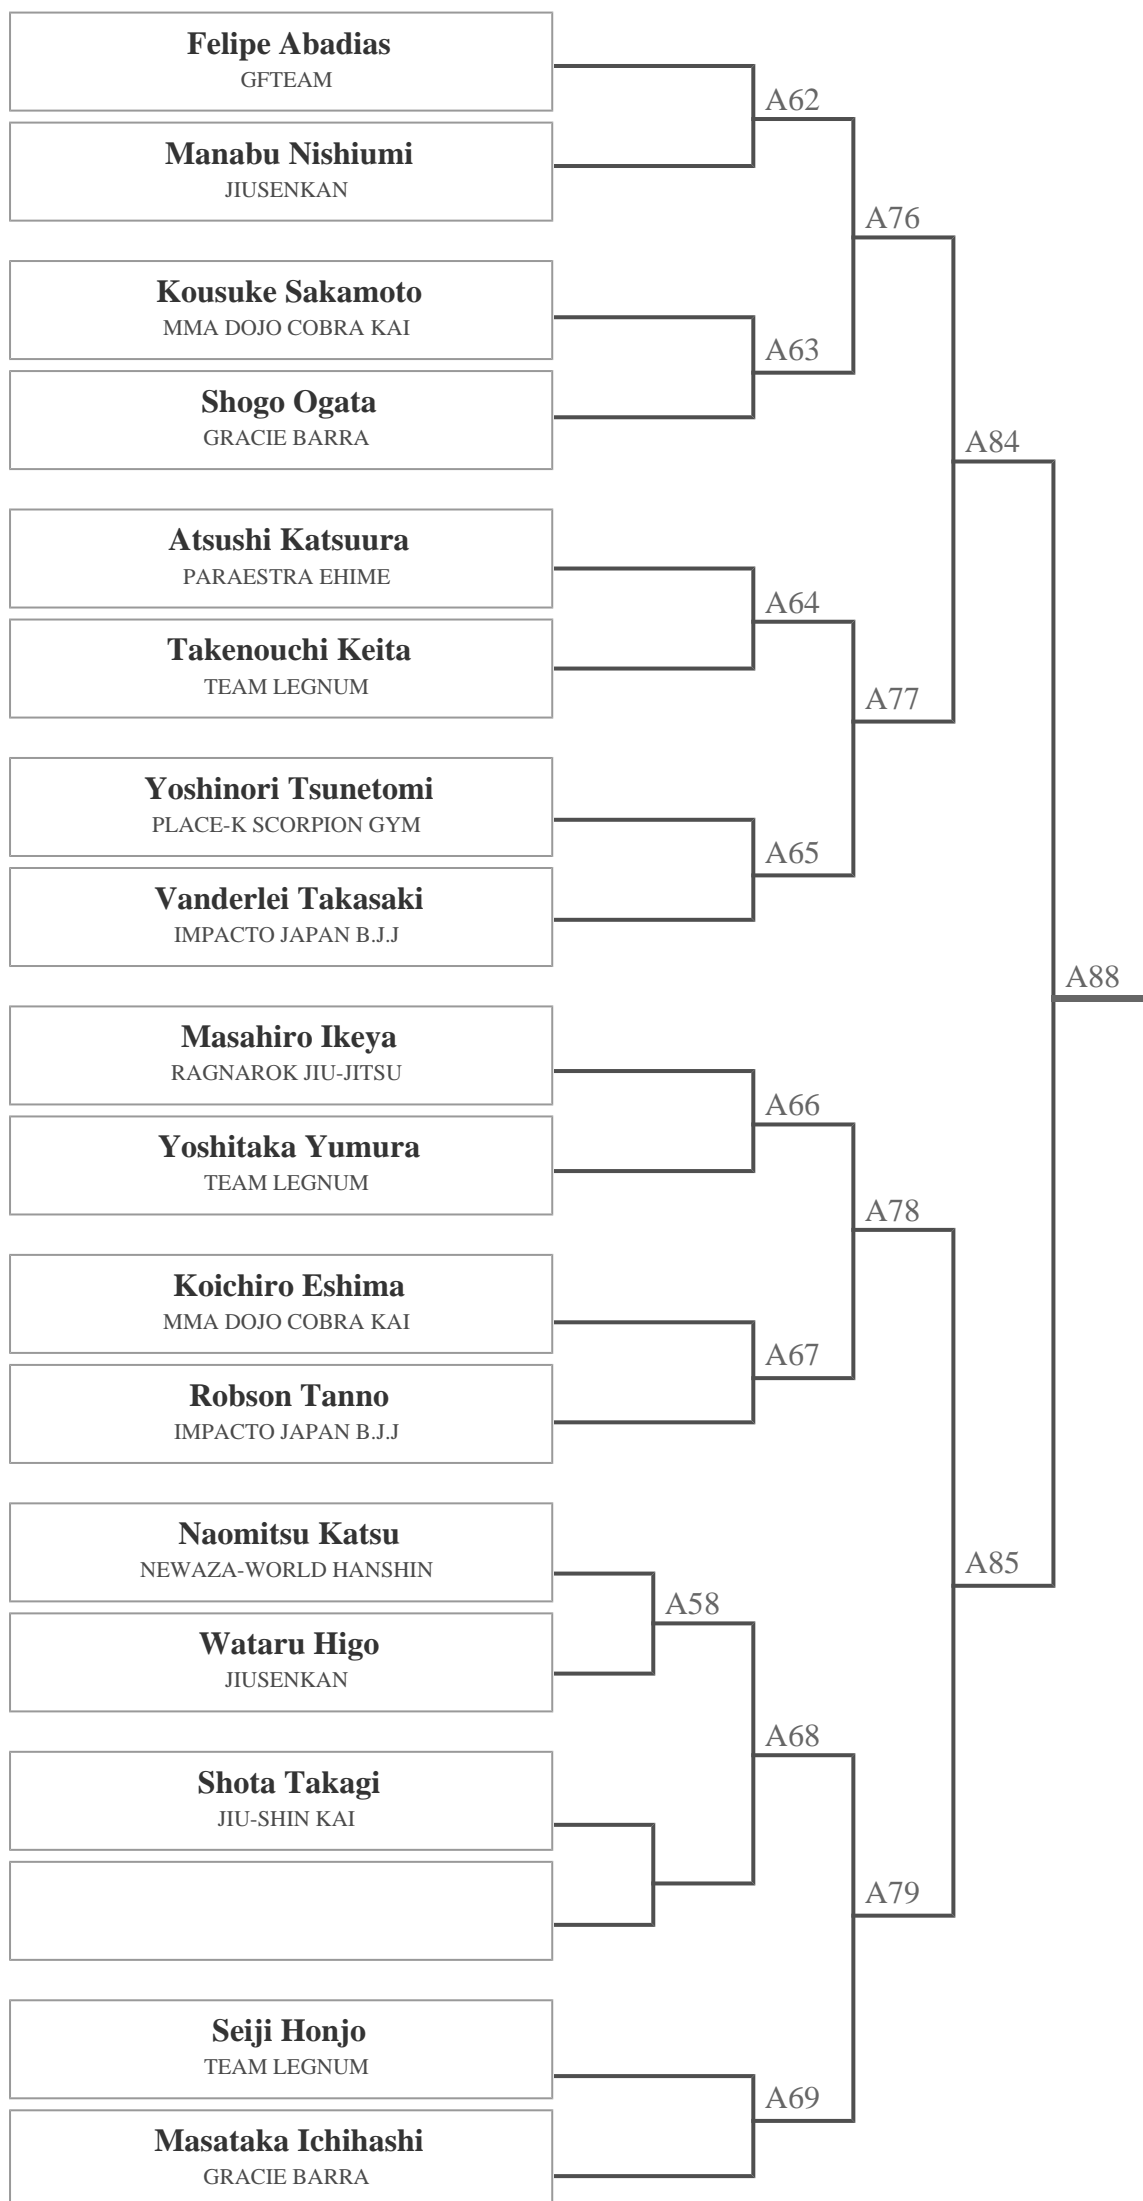 Felipe Abadias
GFTEAM
A62
Manabu Nishiumi
JIUSENKAN
A76
Kousuke Sakamoto
MMA DOJO COBRA KAI
A63
Shogo Ogata
GRACIE BARRA
A84
Atsushi Katsuura
PARAESTRA EHIME
A64
Takenouchi Keita
TEAM LEGNUM
A77
Yoshinori Tsunetomi
PLACE-K SCORPION GYM
A65
Vanderlei Takasaki
IMPACTO JAPAN B.J.J
A88
Masahiro Ikeya
RAGNAROK JIU-JITSU
A66
Yoshitaka Yumura
TEAM LEGNUM
A78
Koichiro Eshima
MMA DOJO COBRA KAI
A67
Robson Tanno
IMPACTO JAPAN B.J.J
Naomitsu Katsu
NEWAZA-WORLD HANSHIN
A85
A58
Wataru Higo
JIUSENKAN
A68
Shota Takagi
JIU-SHIN KAI
A79
Seiji Honjo
TEAM LEGNUM
A69
Masataka Ichihashi
GRACIE BARRA